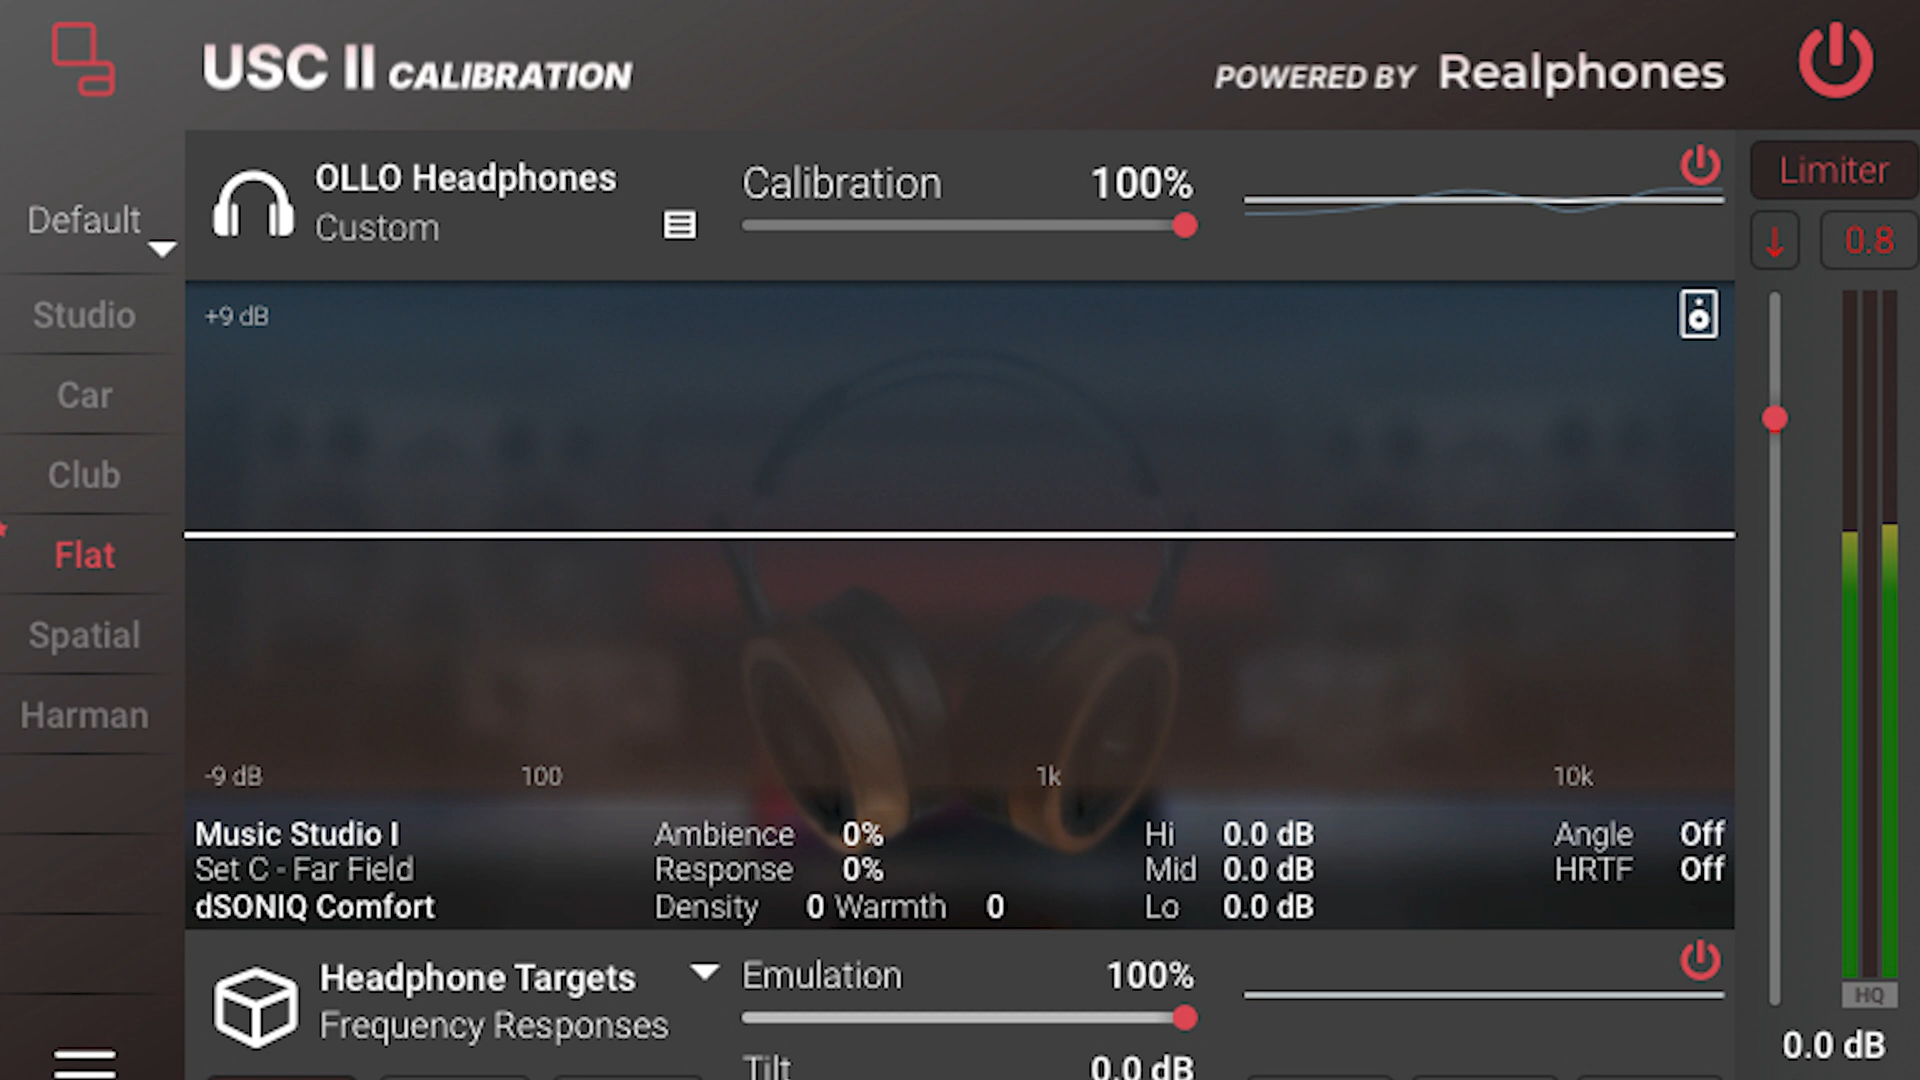 USC II CALIBRATION
POWERED BY Realphones
OLLO Headphones
Custom
Calibration 100%
Limiter
0.8
Default
Studio
Car
Club
Flat
Spatial
Harman
+9 dB
-9 dB 100 1k 10k
Music Studio I Ambience 0% Hi 0.0 dB Angle Off
Set C - Far Field Response 0% Mid 0.0 dB HRTF Off
dSONIQ Comfort Density 0 Warmth 0 Lo 0.0 dB
Headphone Targets
Frequency Responses
Emulation 100%
Tilt 0.0 dB
HQ
0.0 dB